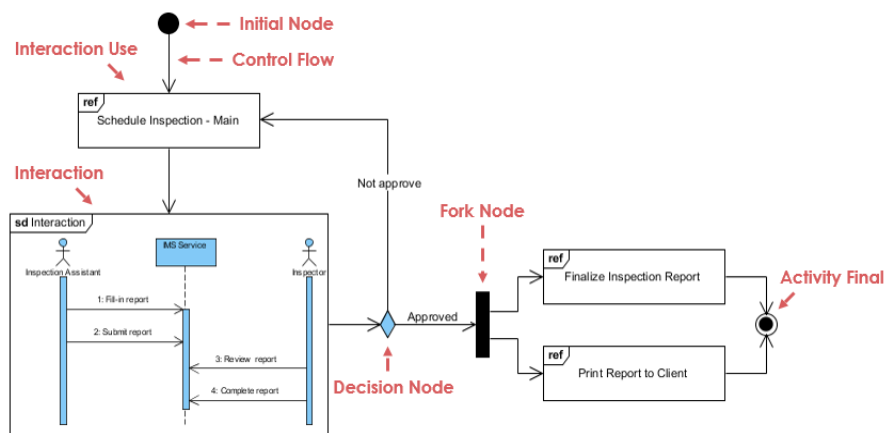 Initial Node
Interaction Use
Control Flow
ref
Schedule Inspection - Main
Interaction
Not approve
sd Interaction
Fork Node
IMS Service
ref
Finalize Inspection Report
Activity Final
Inspection Assistant
Inspector
1: Fill-in report
Approved
2: Submit report
ref
3: Review report
Print Report to Client
Decision Node
4: Complete report